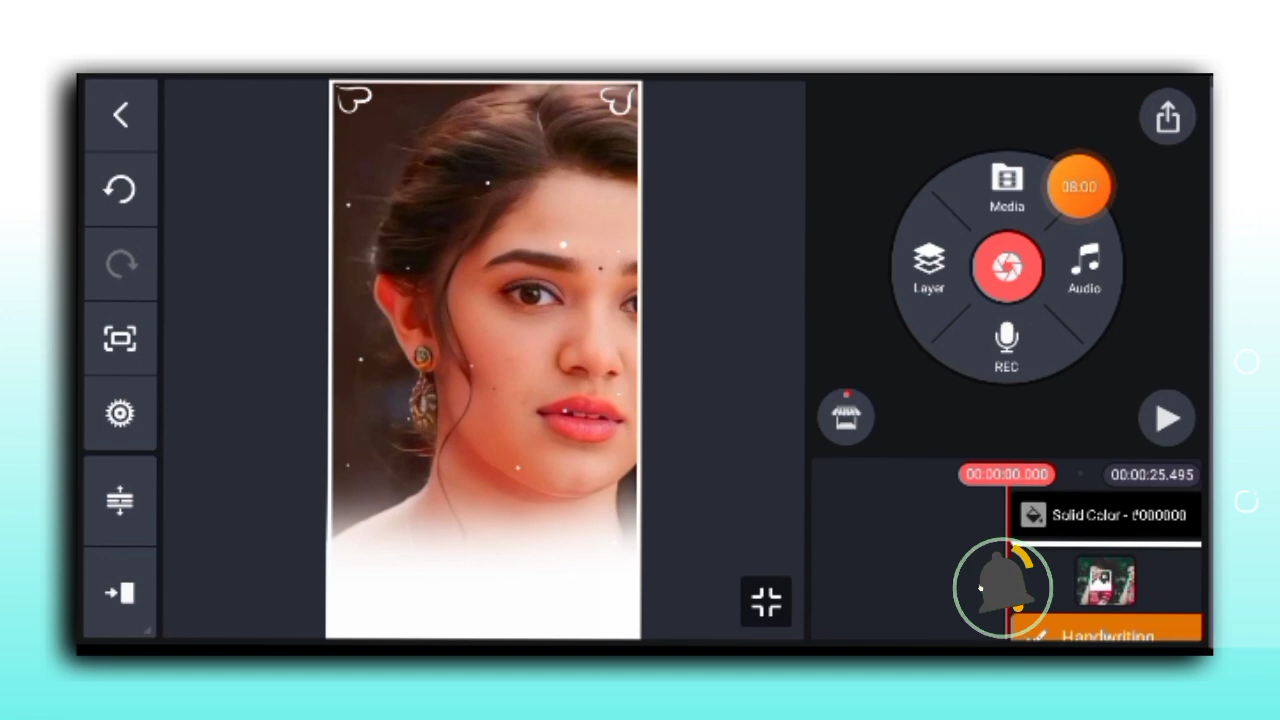 Media
08:00
Layer
Audio
REC
00:00:00.000
00:00:25.495
Solid Color - #000000
Handwriting